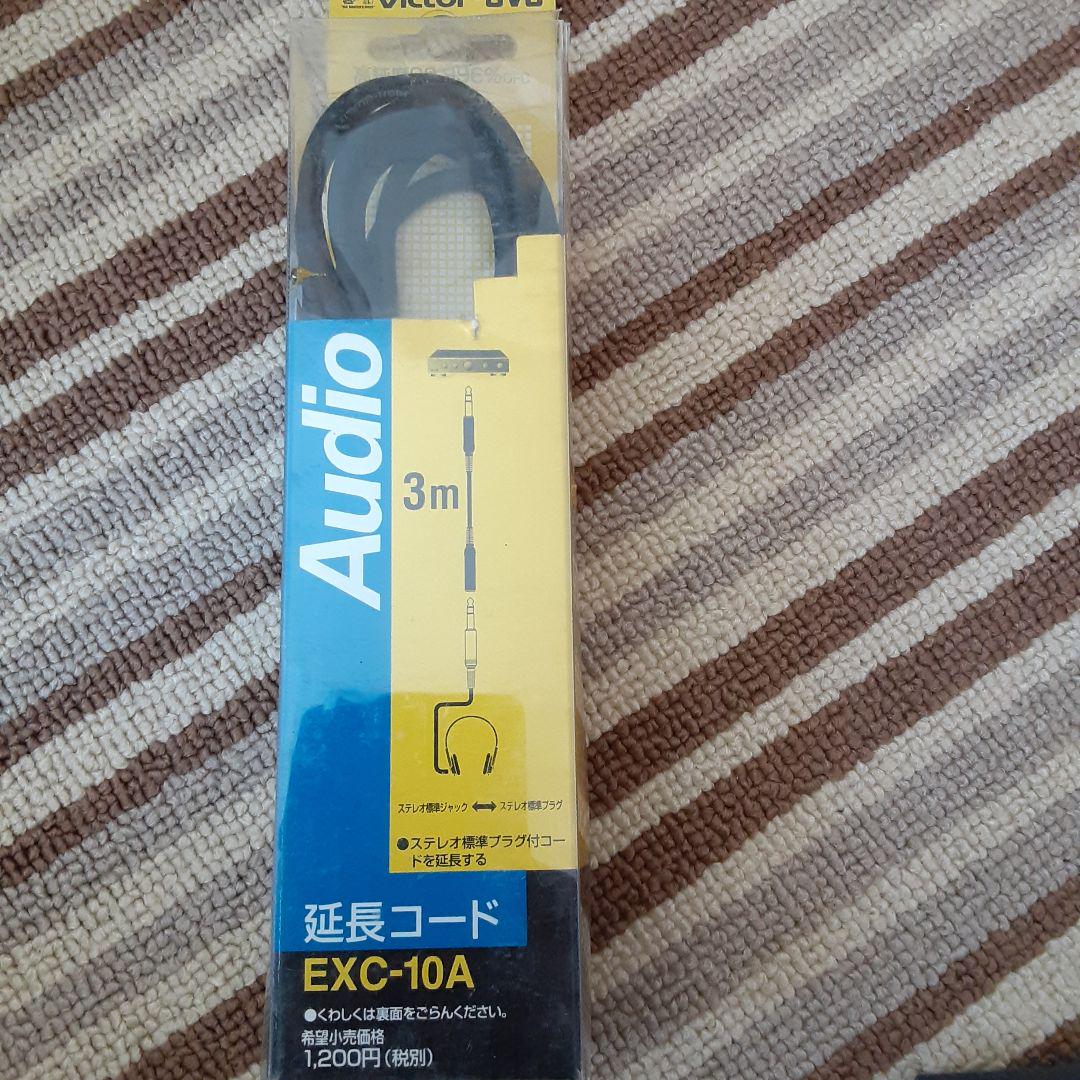 Victor JVC
Audio
3m
ステレオ標準ジャック ⟷ ステレオ標準プラグ
●ステレオ標準プラグ付コー
ドを延長する
延長コード
EXC-10A
●くわしくは裏面をごらんください。
希望小売価格
1,200円(税別)